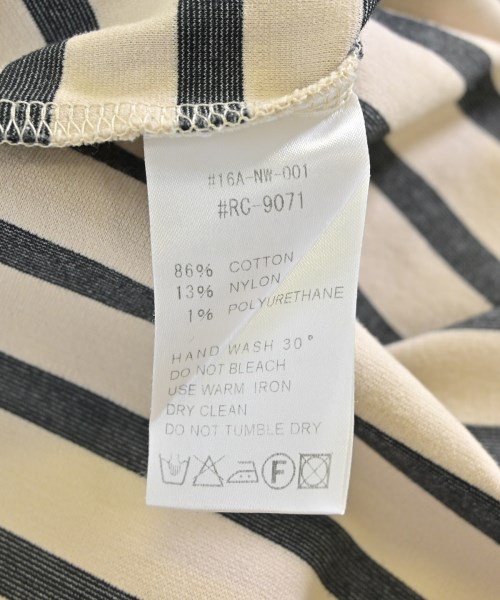 #16A-NW-001
#RC-9071
86% COTTON
13% NYLON
1% POLYURETHANE
HAND WASH 30°
DO NOT BLEACH
USE WARM IRON
DRY CLEAN
DO NOT TUMBLE DRY
F